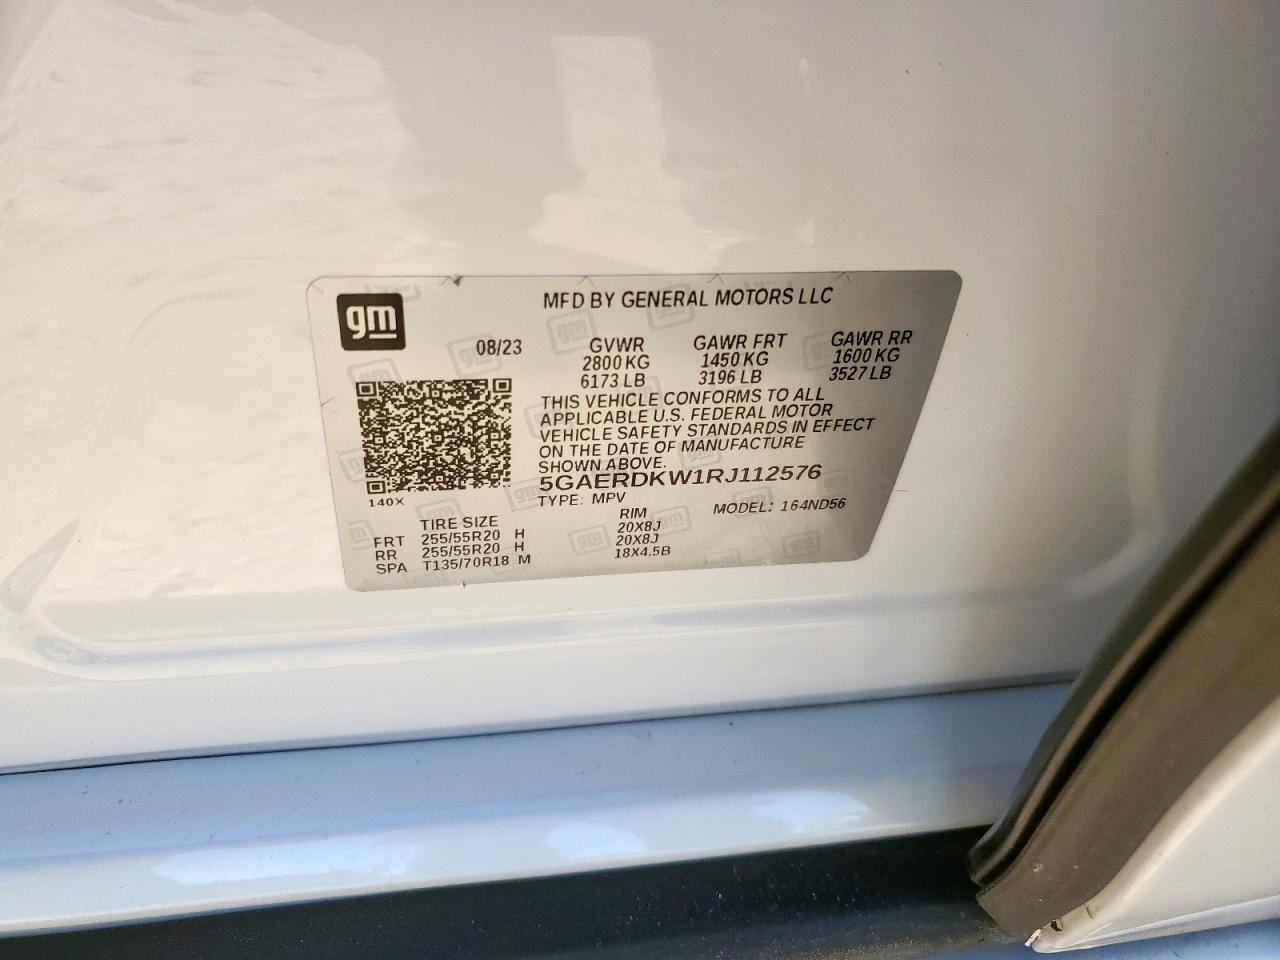 gm
MFD BY GENERAL MOTORS LLC
08/23 GVWR GAWR FRT GAWR RR
2800 KG 1450 KG 1600 KG
6173 LB 3196 LB 3527 LB
THIS VEHICLE CONFORMS TO ALL
APPLICABLE U.S. FEDERAL MOTOR
VEHICLE SAFETY STANDARDS IN EFFECT
ON THE DATE OF MANUFACTURE
SHOWN ABOVE.
5GAERDKW1RJ112576
140X
TYPE: MPV MODEL: 164ND56
TIRE SIZE RIM
FRT 255/55R20 H 20X8J
RR 255/55R20 H 20X8J
SPA T135/70R18 M 18X4.5B